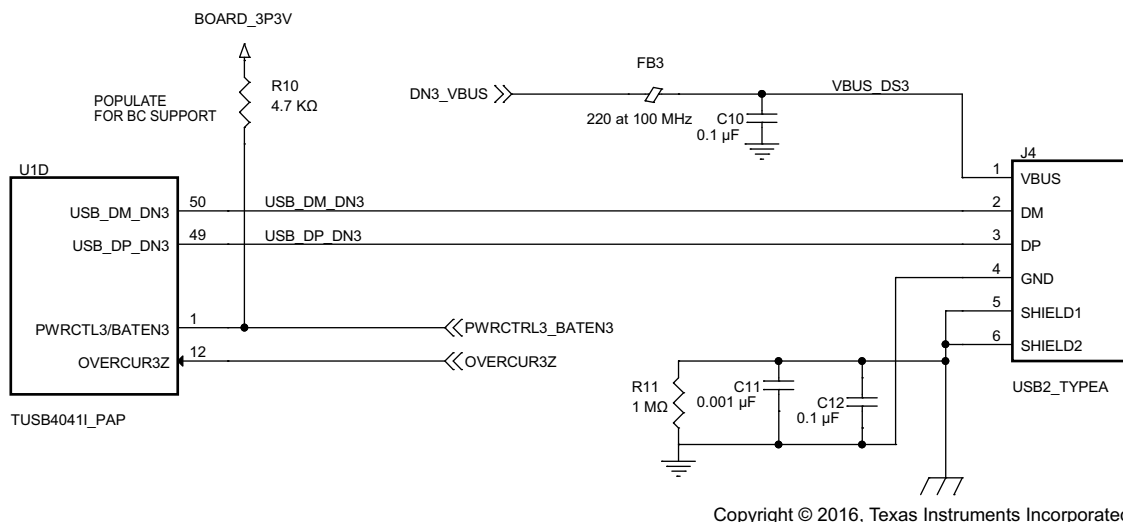 BOARD_3P3V
R10
4.7 KΩ
POPULATE
FOR BC SUPPORT
FB3
DN3_VBUS
220 at 100 MHz
VBUS_DS3
C10
0.1 µF
U1D
J4
1
VBUS
USB_DM_DN3
50
USB_DM_DN3
2
DM
USB_DP_DN3
49
USB_DP_DN3
3
DP
4
GND
PWRCTL3/BATEN3
1
PWRCTRL3_BATEN3
5
SHIELD1
OVERCUR3Z
12
OVERCUR3Z
6
SHIELD2
R11
1 MΩ
C11
0.001 µF
C12
0.1 µF
USB2_TYPEA
TUSB4041I_PAP
Copyright © 2016, Texas Instruments Incorporated